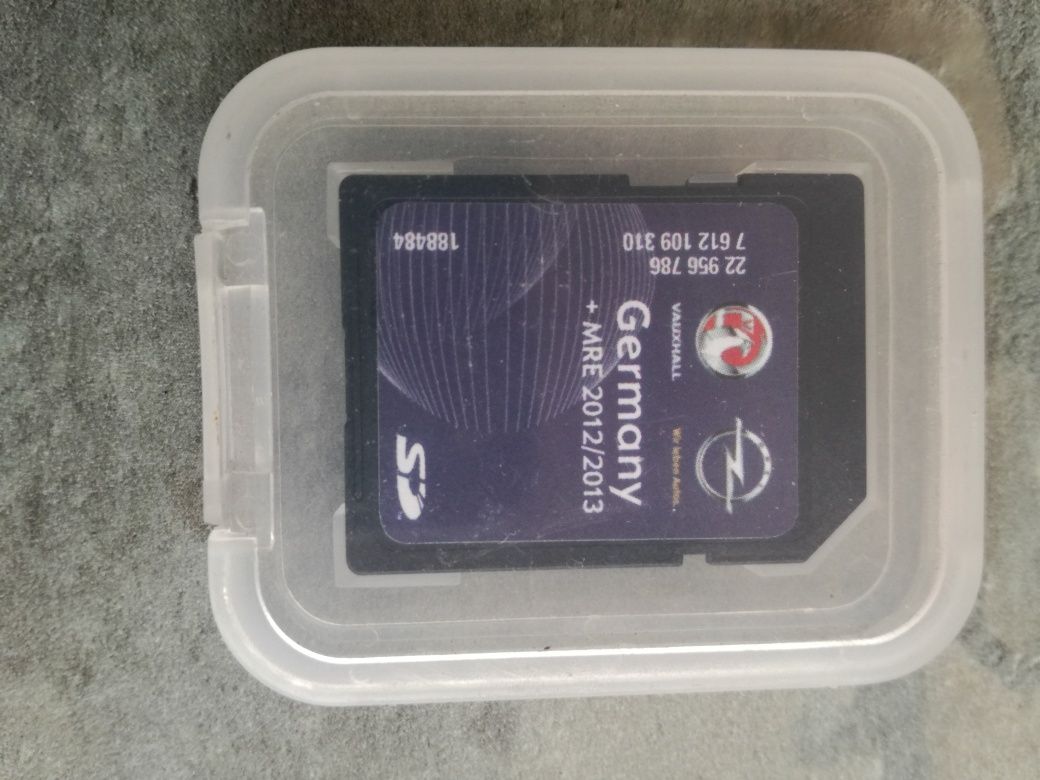 VAUXHALL
Wir leben Autos.
Germany
+ MRE 2012/2013
22 956 786
7 612 109 310
188484
SD